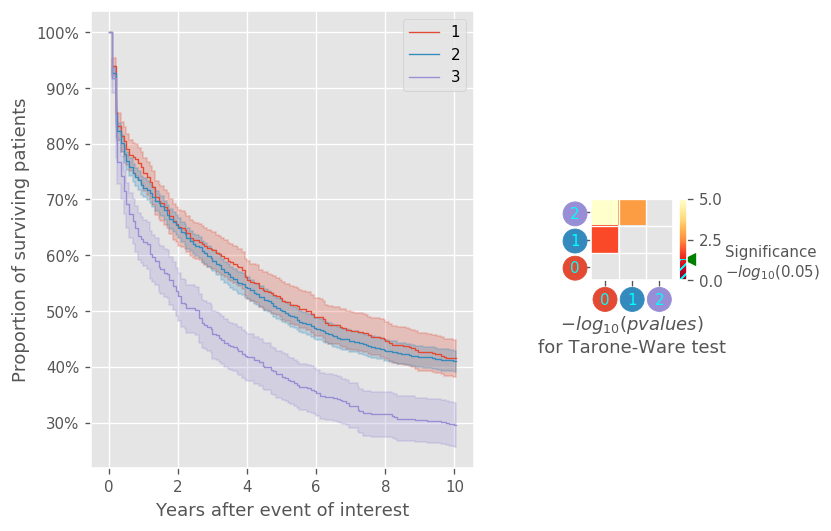 100%
90%
80%
70%
60%
50%
40%
30%
Proportion of surviving patients
0 2 4 6 8 10
Years after event of interest
1
2
3
2
1
0
0 1 2
5.0
2.5
0.0
Significance
−log₁₀(0.05)
−log₁₀(pvalues)
for Tarone-Ware test